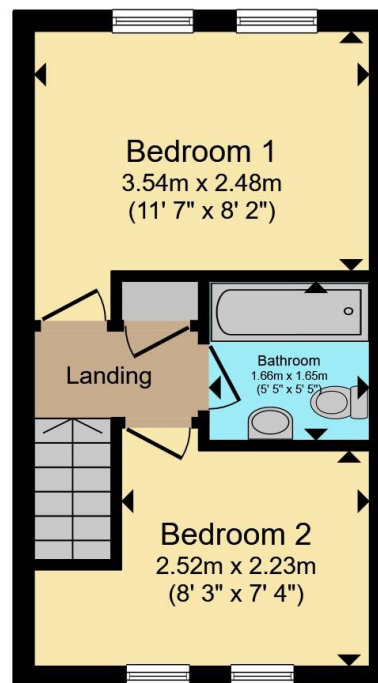 Bedroom 1
3.54m x 2.48m
(11' 7" x 8' 2")
Bathroom
1.66m x 1.65m
(5' 5" x 5' 5")
Landing
Bedroom 2
2.52m x 2.23m
(8' 3" x 7' 4")